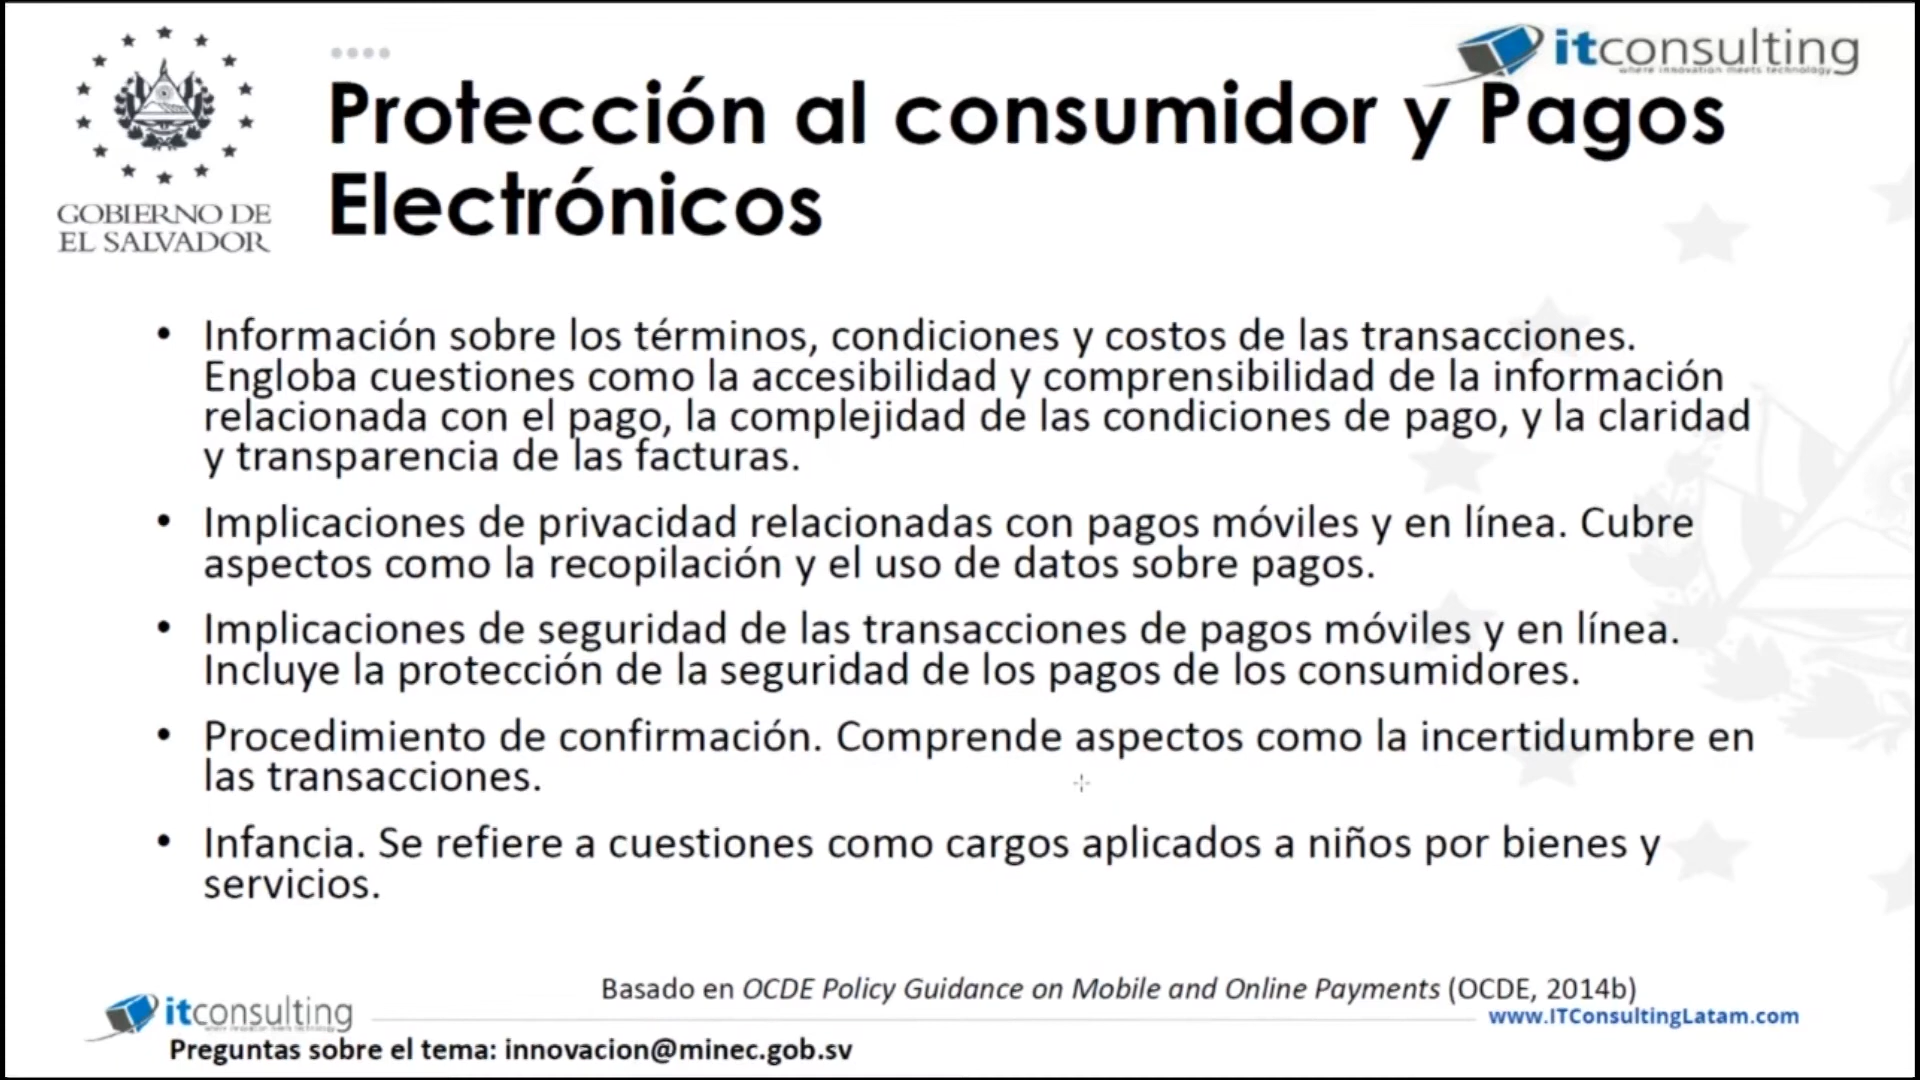 GOBIERNO DE
EL SALVADOR
itconsulting
where innovation meets technology
Protección al consumidor y Pagos
Electrónicos
• Información sobre los términos, condiciones y costos de las transacciones.
Engloba cuestiones como la accesibilidad y comprensibilidad de la información
relacionada con el pago, la complejidad de las condiciones de pago, y la claridad
y transparencia de las facturas.
• Implicaciones de privacidad relacionadas con pagos móviles y en línea. Cubre
aspectos como la recopilación y el uso de datos sobre pagos.
• Implicaciones de seguridad de las transacciones de pagos móviles y en línea.
Incluye la protección de la seguridad de los pagos de los consumidores.
• Procedimiento de confirmación. Comprende aspectos como la incertidumbre en
las transacciones.
• Infancia. Se refiere a cuestiones como cargos aplicados a niños por bienes y
servicios.
Basado en OCDE Policy Guidance on Mobile and Online Payments (OCDE, 2014b)
itconsulting
www.ITConsultingLatam.com
Preguntas sobre el tema: innovacion@minec.gob.sv